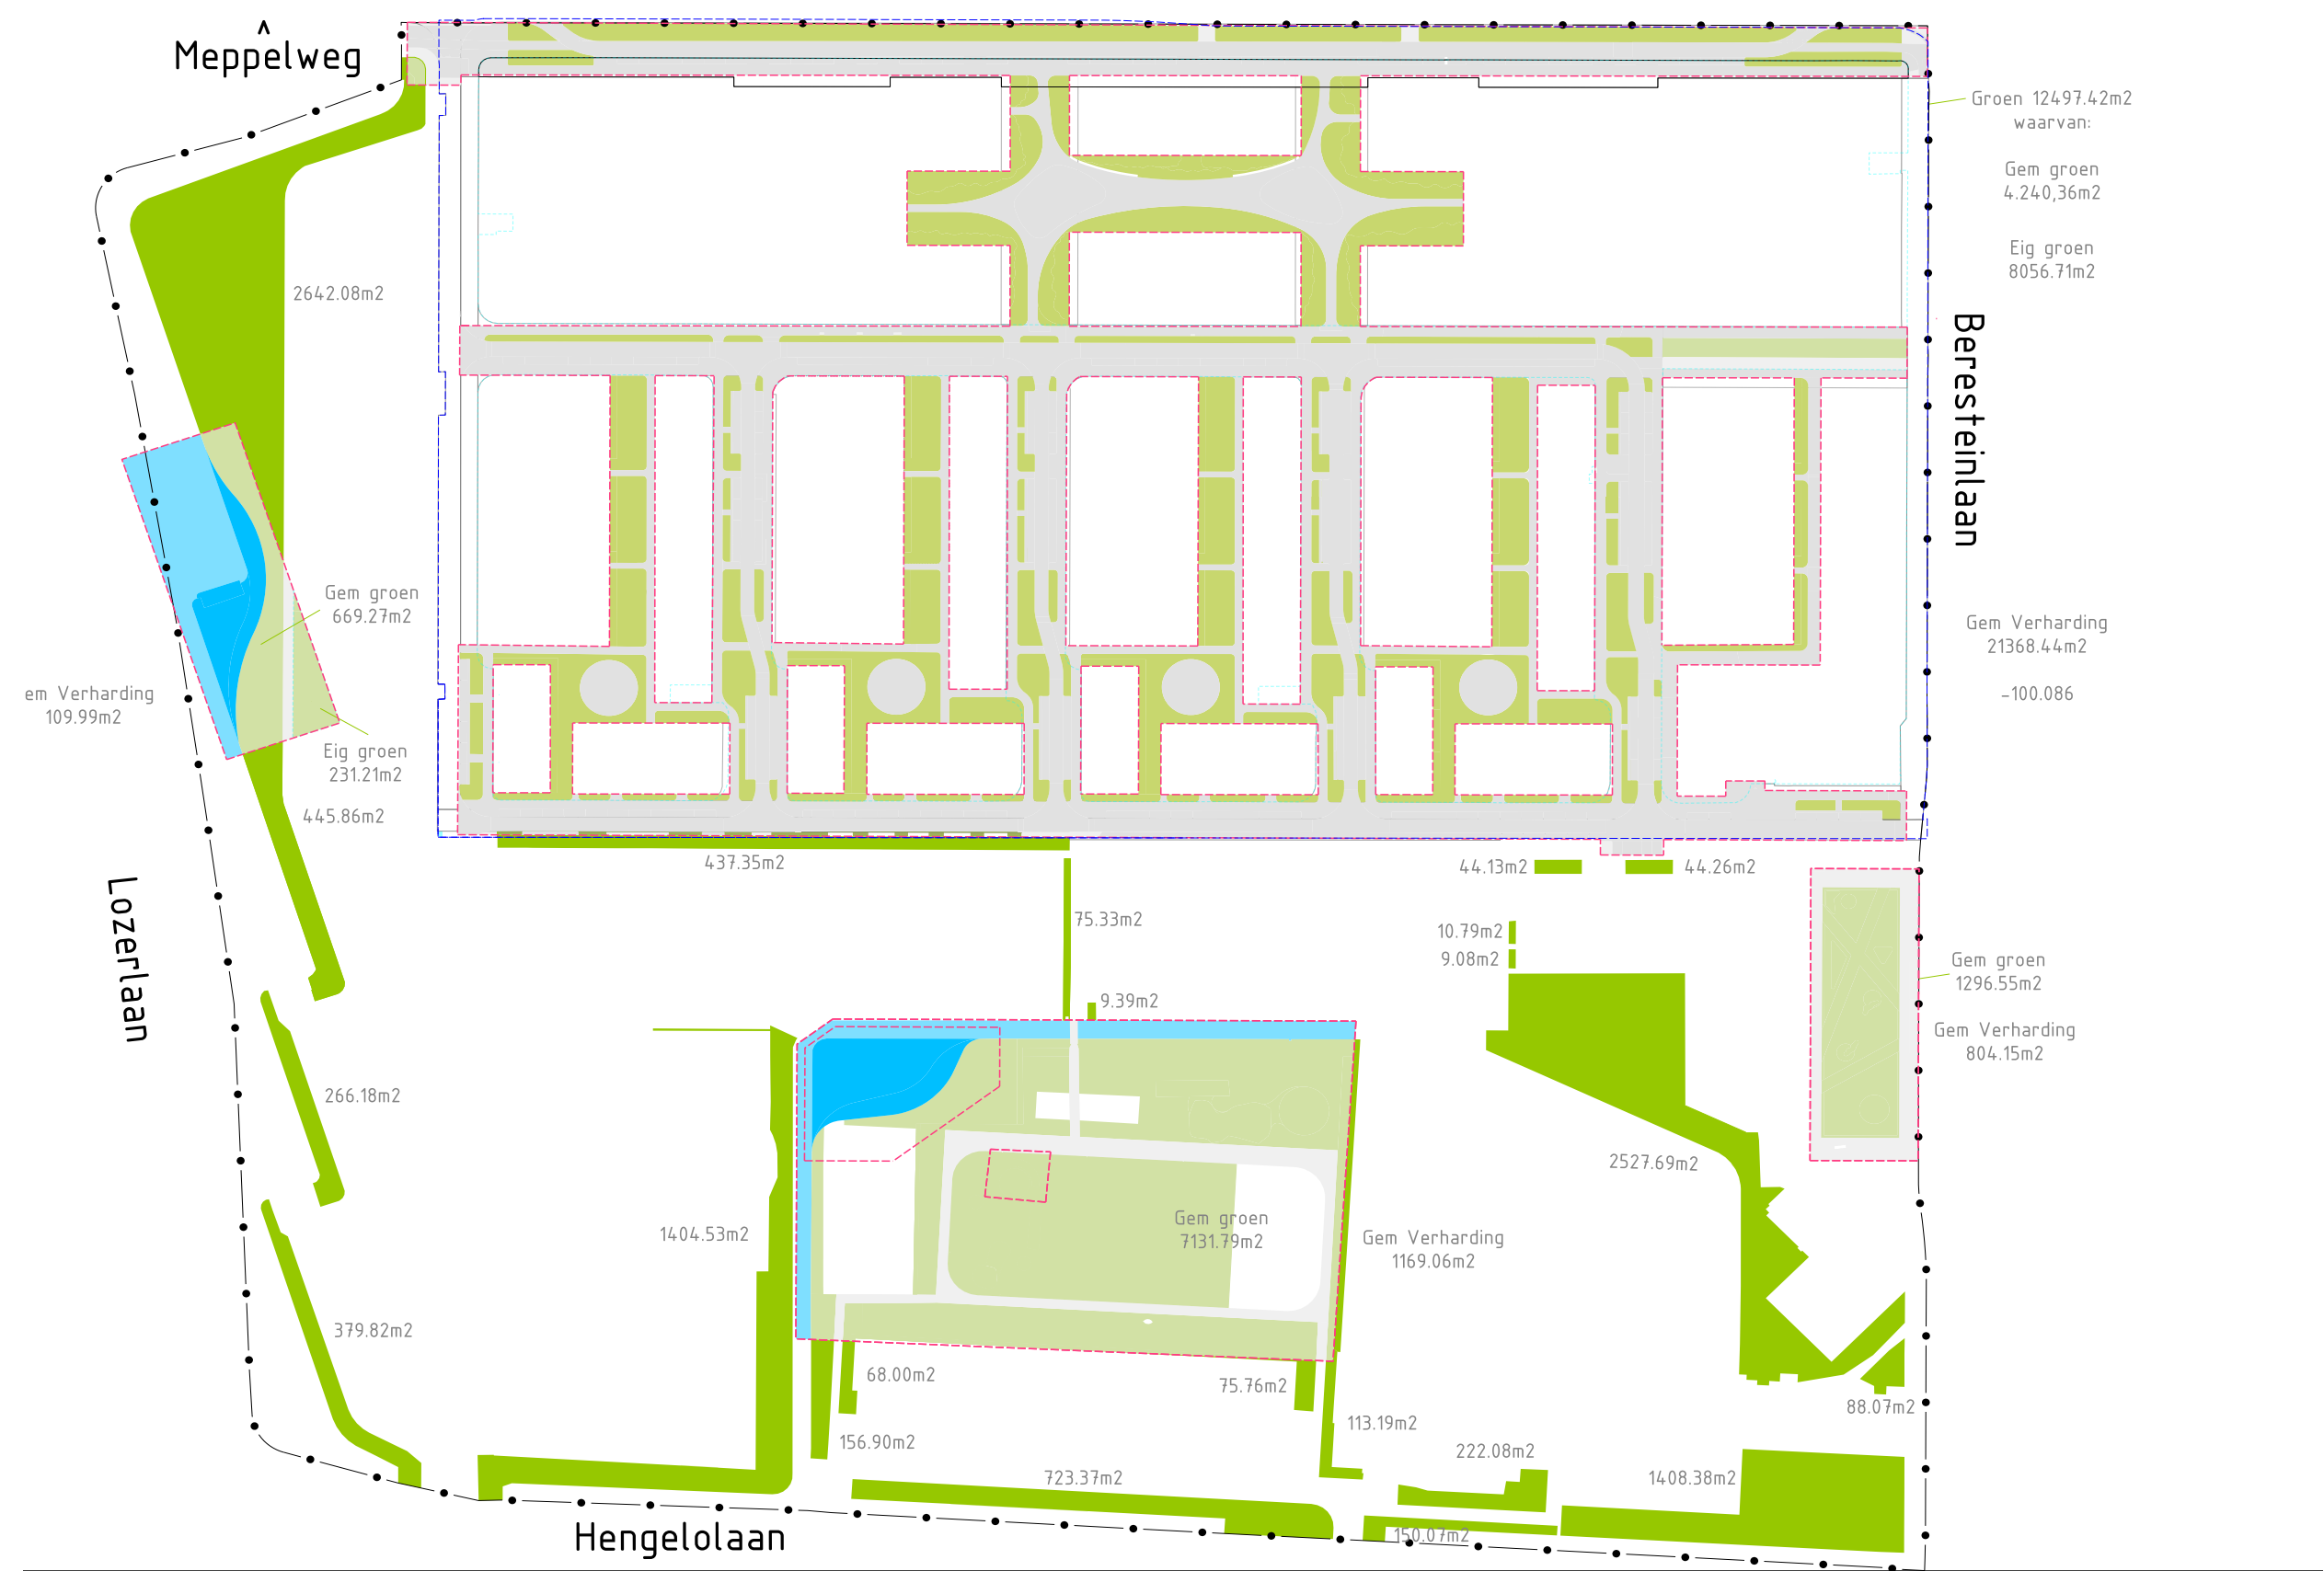 ^
Meppelweg
Groen 12497.42m2
waarvan:
Gem groen
4.240,36m2
Eig groen
8056.71m2
2642.08m2
Beresteinlaan
Gem groen
669.27m2
Gem Verharding
21368.44m2
-100.086
em Verharding
109.99m2
Eig groen
231.21m2
445.86m2
437.35m2
44.13m2
44.26m2
Lozerlaan
75.33m2
10.79m2
9.08m2
Gem groen
1296.55m2
9.39m2
Gem Verharding
804.15m2
266.18m2
2527.69m2
1404.53m2
Gem groen
7131.79m2
Gem Verharding
1169.06m2
379.82m2
68.00m2
75.76m2
88.07m2
113.19m2
156.90m2
222.08m2
723.37m2
1408.38m2
Hengelolaan
150.07m2